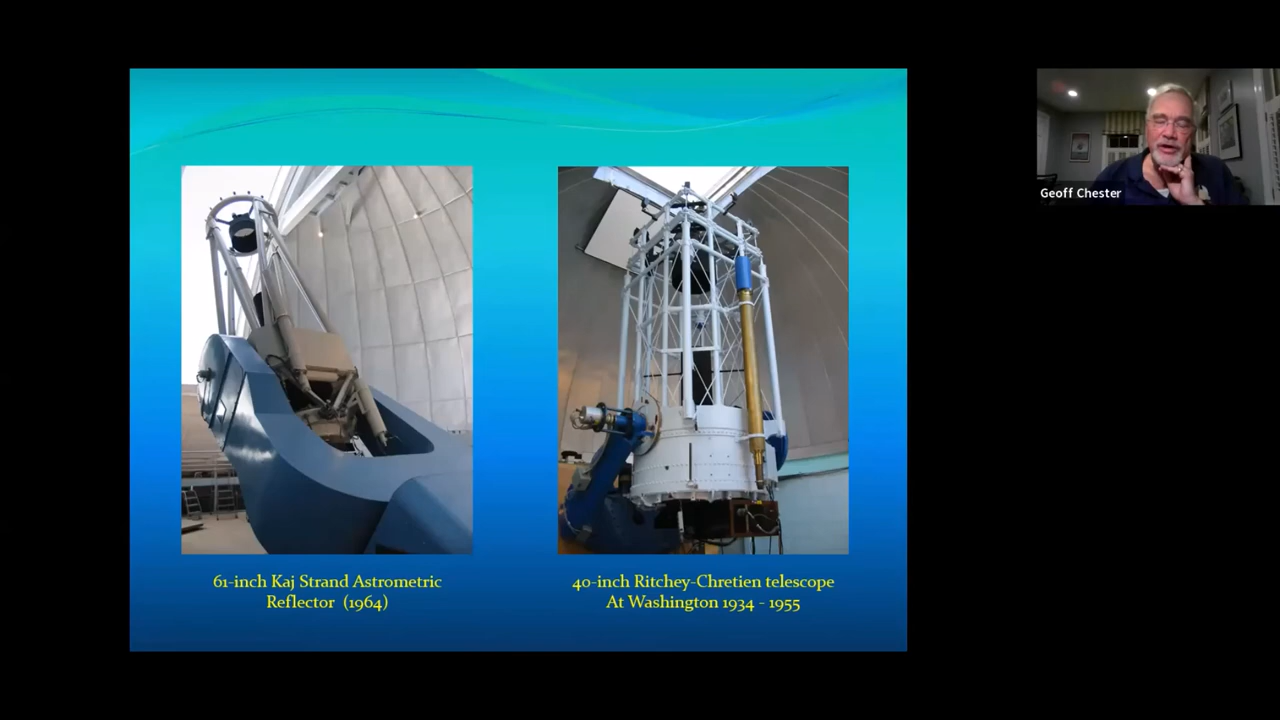 Geoff Chester
61-inch Kaj Strand Astrometric
Reflector (1964)
40-inch Ritchey-Chretien telescope
At Washington 1934 - 1955